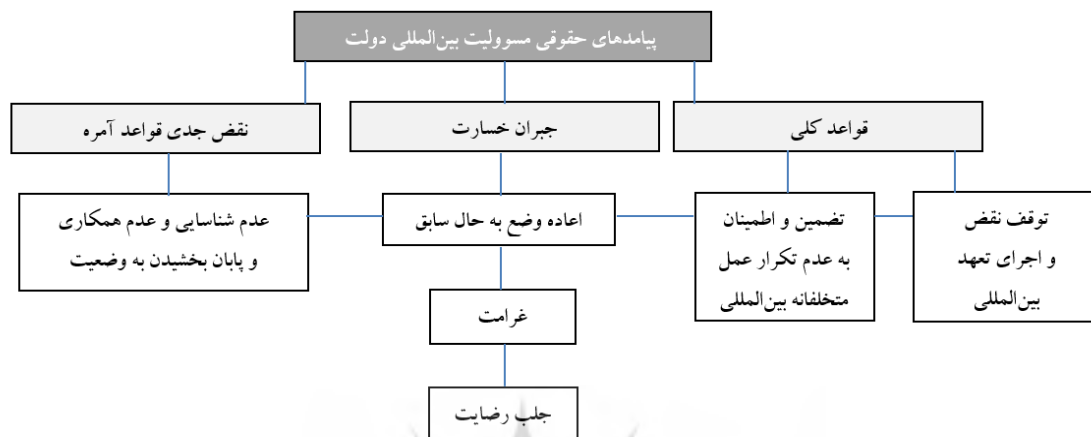 پیامدهای حقوقی مسوولیت بین‌المللی دولت
قواعد کلی
جبران خسارت
نقض جدی قواعد آمره
توقف نقض
و اجرای تعهد
بین‌المللی
تضمین و اطمینان
به عدم تکرار عمل
متخلفانه بین‌المللی
اعاده وضع به حال سابق
عدم شناسایی و عدم همکاری
و پابان بخشیدن به وضعیت
غرامت
جلب رضایت